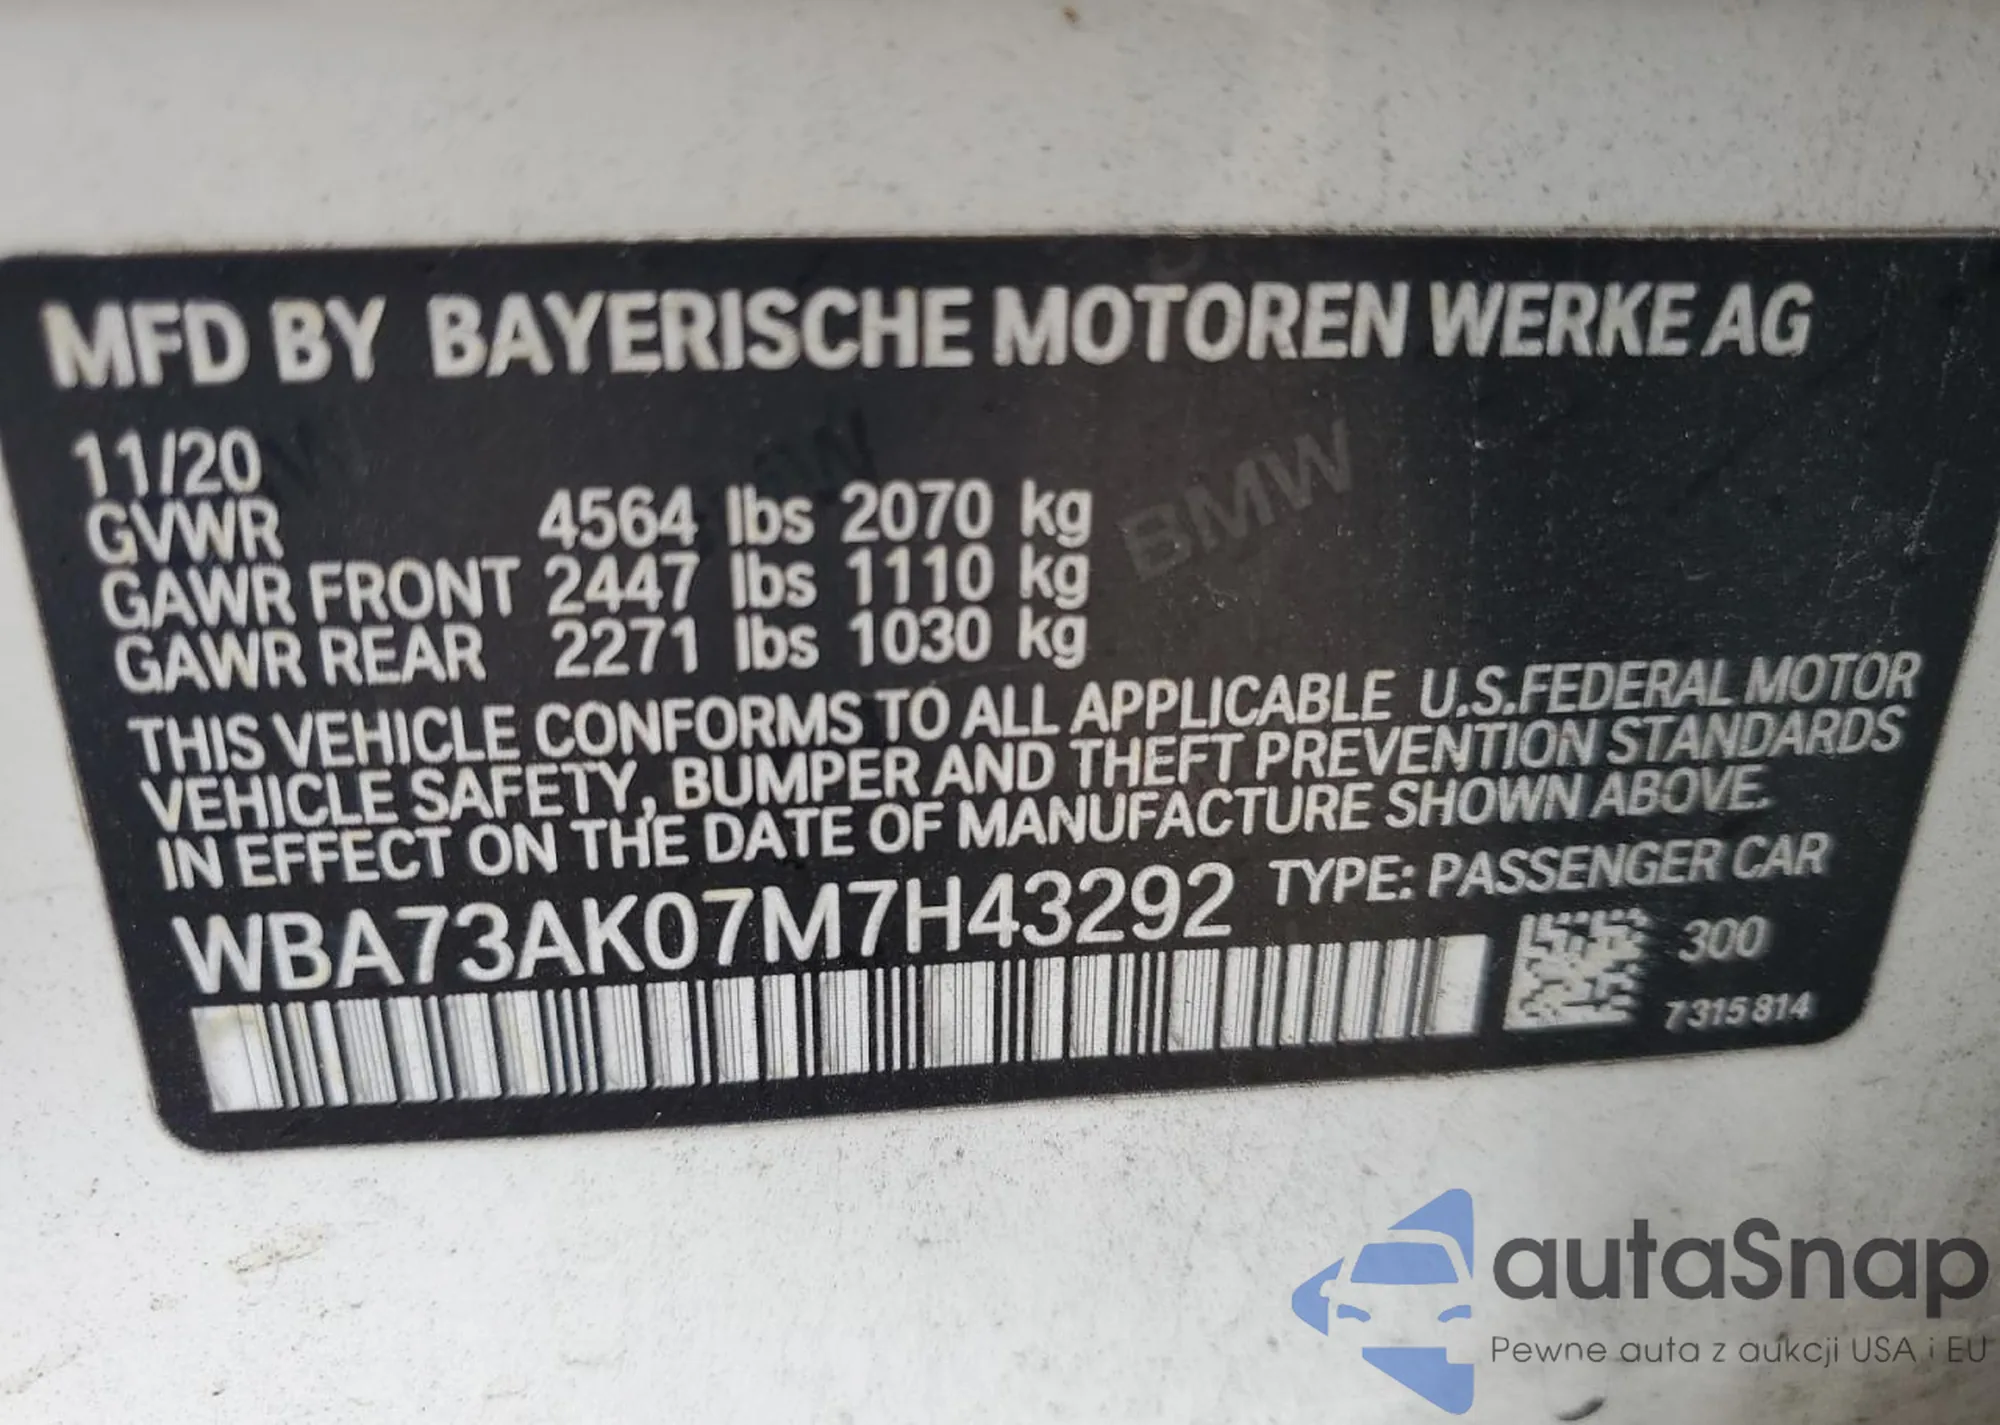 MFD BY BAYERISCHE MOTOREN WERKE AG
11/20
GVWR 4564 lbs 2070 kg
GAWR FRONT 2447 lbs 1110 kg
GAWR REAR 2271 lbs 1030 kg
THIS VEHICLE CONFORMS TO ALL APPLICABLE U.S.FEDERAL MOTOR
VEHICLE SAFETY, BUMPER AND THEFT PREVENTION STANDARDS
IN EFFECT ON THE DATE OF MANUFACTURE SHOWN ABOVE.
WBA73AK07M7H43292 TYPE: PASSENGER CAR
300
7315814
BMW
autaSnap
Pewne auta z aukcji USA i EU